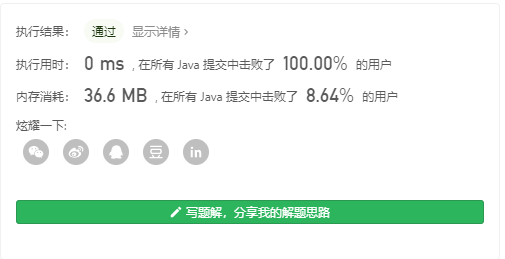 执行结果： 通过 显示详情 >
执行用时： 0 ms , 在所有 Java 提交中击败了 100.00% 的用户
内存消耗： 36.6 MB , 在所有 Java 提交中击败了 8.64% 的用户
炫耀一下:
豆 in
写题解，分享我的解题思路